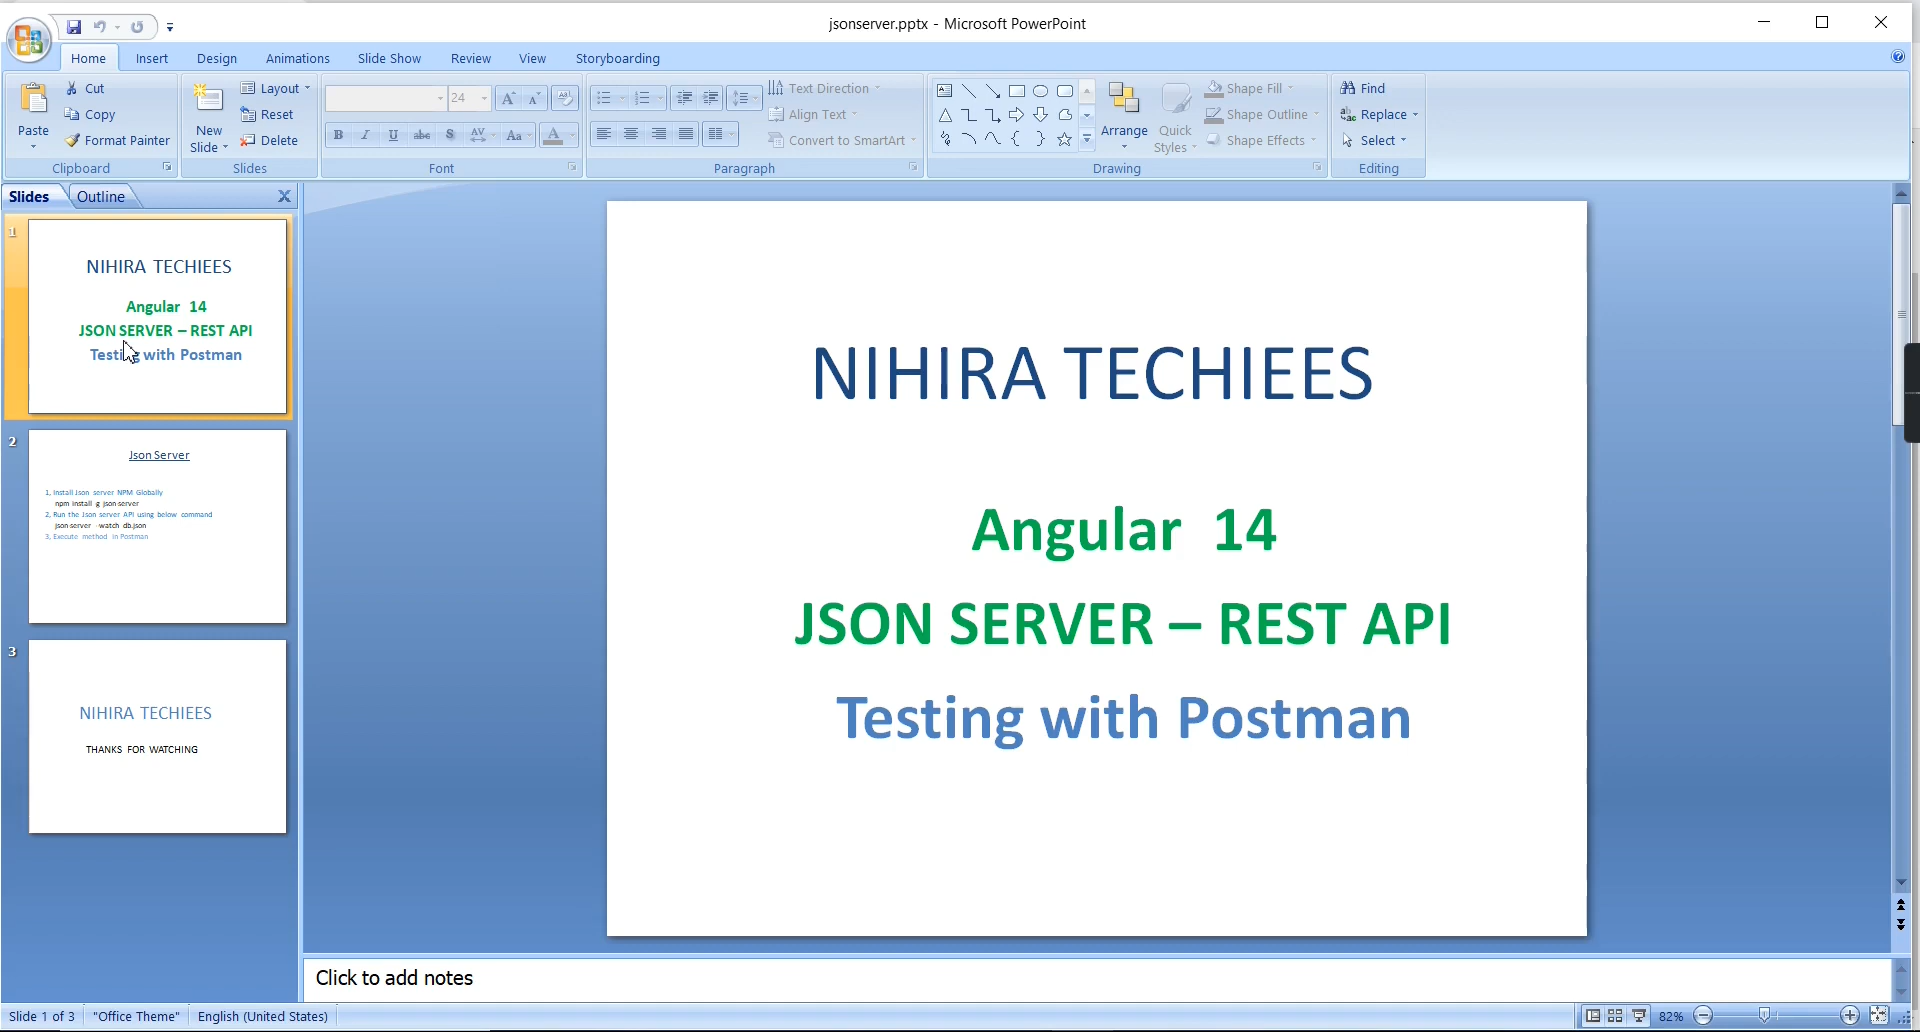 jsonserver.pptx - Microsoft PowerPoint
Home Insert Design Animations Slide Show Review View Storyboarding
Paste
Cut
Copy
Format Painter
Clipboard
New
Slide
Layout
Reset
Delete
Slides
24
B I U abc S AV Aa A
Font
Text Direction
Align Text
Convert to SmartArt
Paragraph
Arrange
Quick
Styles
Shape Fill
Shape Outline
Shape Effects
Drawing
Find
Replace
Select
Editing
Slides Outline
1
NIHIRA TECHIEES
Angular 14
JSON SERVER – REST API
Testing with Postman
2
Json Server
1, Install Json server NPM Globally
npm install g json-server
2, Run the Json server API using below command
json-server --watch db.json
3, Execute method in Postman
3
NIHIRA TECHIEES
THANKS FOR WATCHING
NIHIRA TECHIEES
Angular 14
JSON SERVER – REST API
Testing with Postman
Click to add notes
Slide 1 of 3 "Office Theme" English (United States) 82%